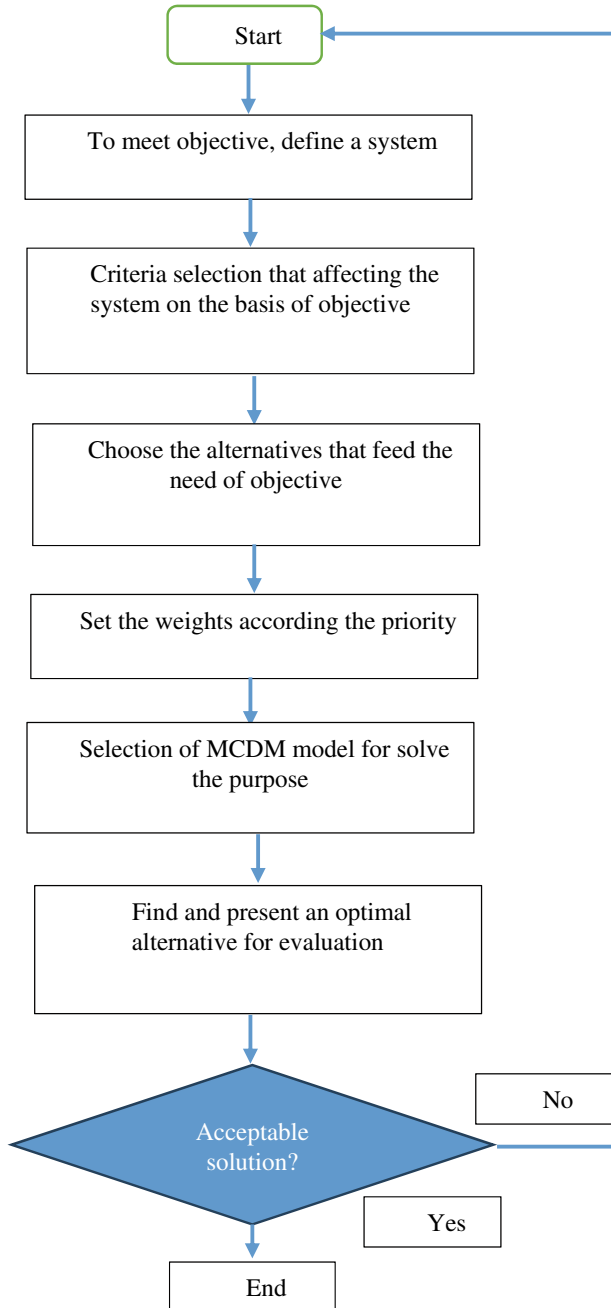 Start
To meet objective, define a system
Criteria selection that affecting the
system on the basis of objective
Choose the alternatives that feed the
need of objective
Set the weights according the priority
Selection of MCDM model for solve
the purpose
Find and present an optimal
alternative for evaluation
Acceptable
solution?
No
Yes
End